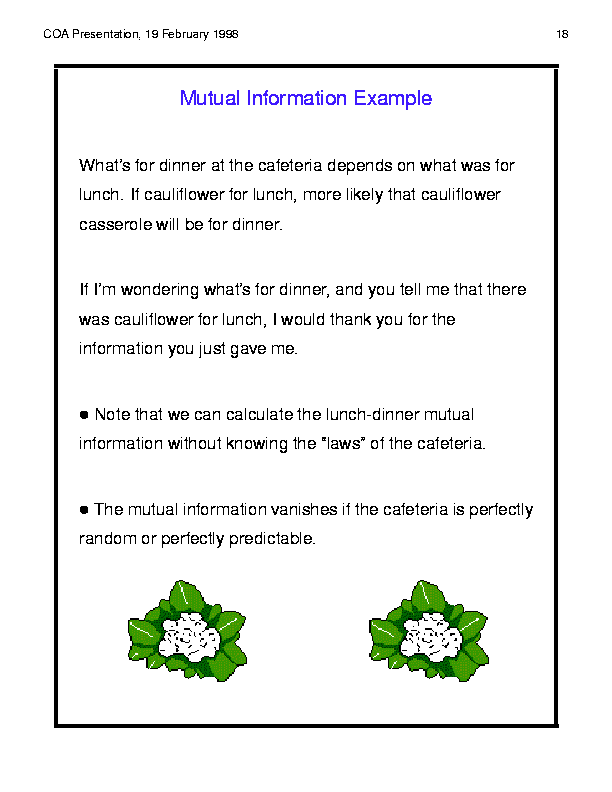 COA Presentation, 19 February 1998 18
Mutual Information Example
What's for dinner at the cafeteria depends on what was for
lunch. If cauliflower for lunch, more likely that cauliflower
casserole will be for dinner.
If I'm wondering what's for dinner, and you tell me that there
was cauliflower for lunch, I would thank you for the
information you just gave me.
● Note that we can calculate the lunch-dinner mutual
information without knowing the "laws" of the cafeteria.
● The mutual information vanishes if the cafeteria is perfectly
random or perfectly predictable.